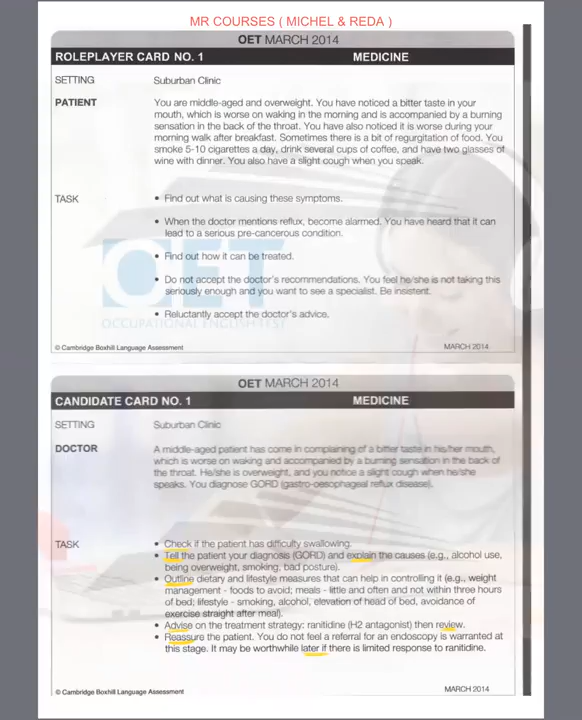 MR COURSES ( MICHEL & REDA )
OET MARCH 2014
ROLEPLAYER CARD NO. 1 MEDICINE
SETTING Suburban Clinic
PATIENT You are middle-aged and overweight. You have noticed a bitter taste in your
mouth, which is worse on waking in the morning and is accompanied by a burning
sensation in the back of the throat. You have also noticed it is worse during your
morning walk after breakfast. Sometimes there is a bit of regurgitation of food. You
smoke 5-10 cigarettes a day, drink several cups of coffee, and have two glasses of
wine with dinner. You also have a slight cough when you speak.
TASK • Find out what is causing these symptoms.
• When the doctor mentions reflux, become alarmed. You have heard that it can
lead to a serious pre-cancerous condition.
• Find out how it can be treated.
• Do not accept the doctor's recommendations. You feel he/she is not taking this
seriously enough and you want to see a specialist. Be insistent.
• Reluctantly accept the doctor's advice.
OET
OCCUPATIONAL ENGLISH TEST
© Cambridge Boxhill Language Assessment MARCH 2014
OET MARCH 2014
CANDIDATE CARD NO. 1 MEDICINE
SETTING Suburban Clinic
DOCTOR A middle-aged patient has come in complaining of a bitter taste in his/her mouth,
which is worse on waking and accompanied by a burning sensation in the back of
the throat. He/she is overweight, and you notice a slight cough when he/she
speaks. You diagnose GORD (gastro-oesophageal reflux disease).
TASK • Check if the patient has difficulty swallowing.
• Tell the patient your diagnosis (GORD) and explain the causes (e.g., alcohol use,
being overweight, smoking, bad posture).
• Outline dietary and lifestyle measures that can help in controlling it (e.g., weight
management - foods to avoid; meals - little and often and not within three hours
of bed; lifestyle - smoking, alcohol, elevation of head of bed, avoidance of
exercise straight after meal).
• Advise on the treatment strategy: ranitidine (H2 antagonist) then review.
• Reassure the patient. You do not feel a referral for an endoscopy is warranted at
this stage. It may be worthwhile later if there is limited response to ranitidine.
© Cambridge Boxhill Language Assessment MARCH 2014